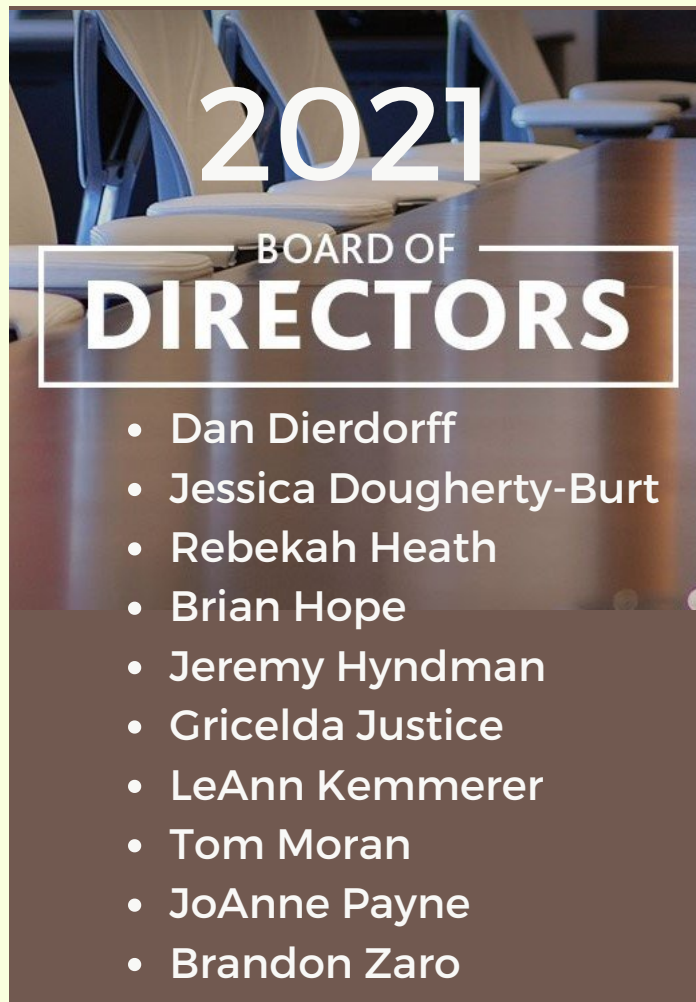 2021
BOARD OF
DIRECTORS
• Dan Dierdorff
• Jessica Dougherty-Burt
• Rebekah Heath
• Brian Hope
• Jeremy Hyndman
• Gricelda Justice
• LeAnn Kemmerer
• Tom Moran
• JoAnne Payne
• Brandon Zaro